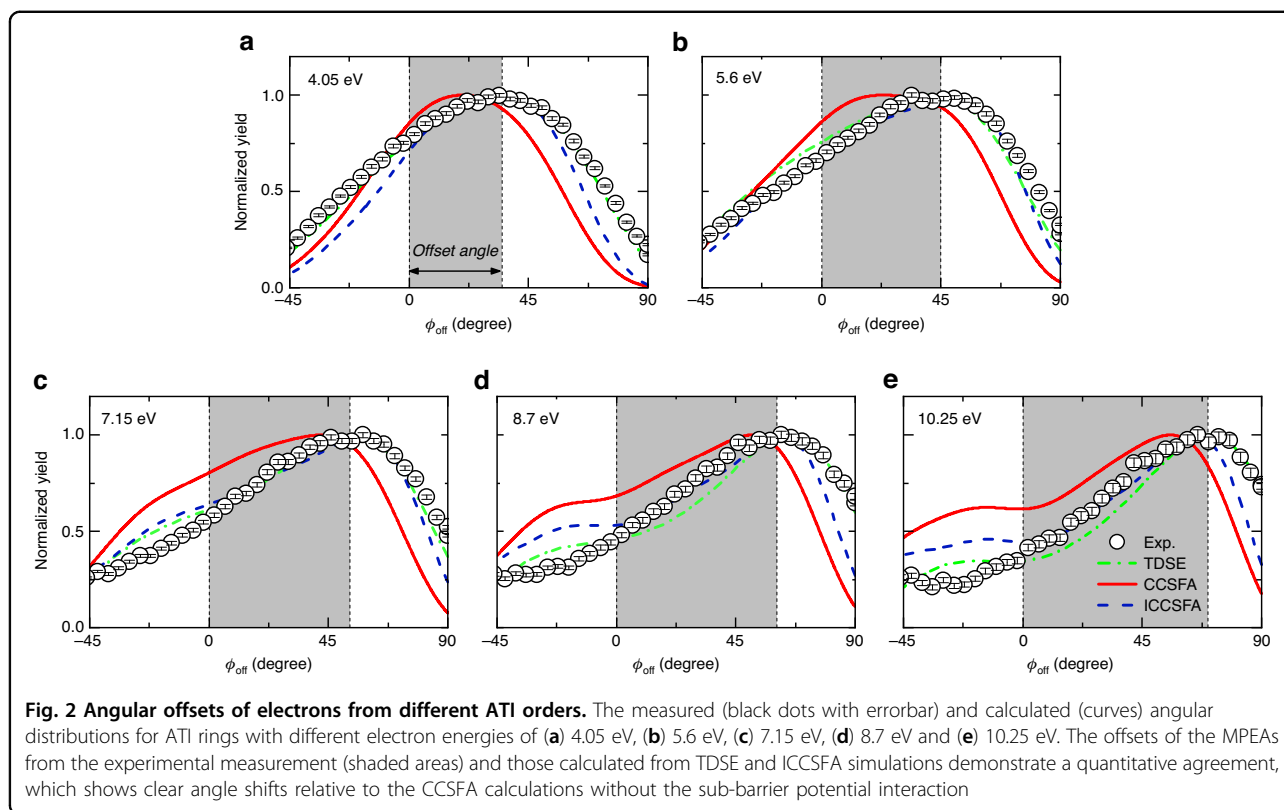 a
4.05 eV
Normalized yield
1.0
0.5
0.0
Offset angle
−45
0
45
90
ϕoff (degree)
b
5.6 eV
−45
0
45
90
ϕoff (degree)
c
7.15 eV
Normalized yield
1.0
0.5
0.0
−45
0
45
90
ϕoff (degree)
d
8.7 eV
−45
0
45
90
ϕoff (degree)
e
10.25 eV
Exp.
TDSE
CCSFA
ICCSFA
−45
0
45
90
ϕoff (degree)
Fig. 2 Angular offsets of electrons from different ATI orders. The measured (black dots with errorbar) and calculated (curves) angular
distributions for ATI rings with different electron energies of (a) 4.05 eV, (b) 5.6 eV, (c) 7.15 eV, (d) 8.7 eV and (e) 10.25 eV. The offsets of the MPEAs
from the experimental measurement (shaded areas) and those calculated from TDSE and ICCSFA simulations demonstrate a quantitative agreement,
which shows clear angle shifts relative to the CCSFA calculations without the sub-barrier potential interaction